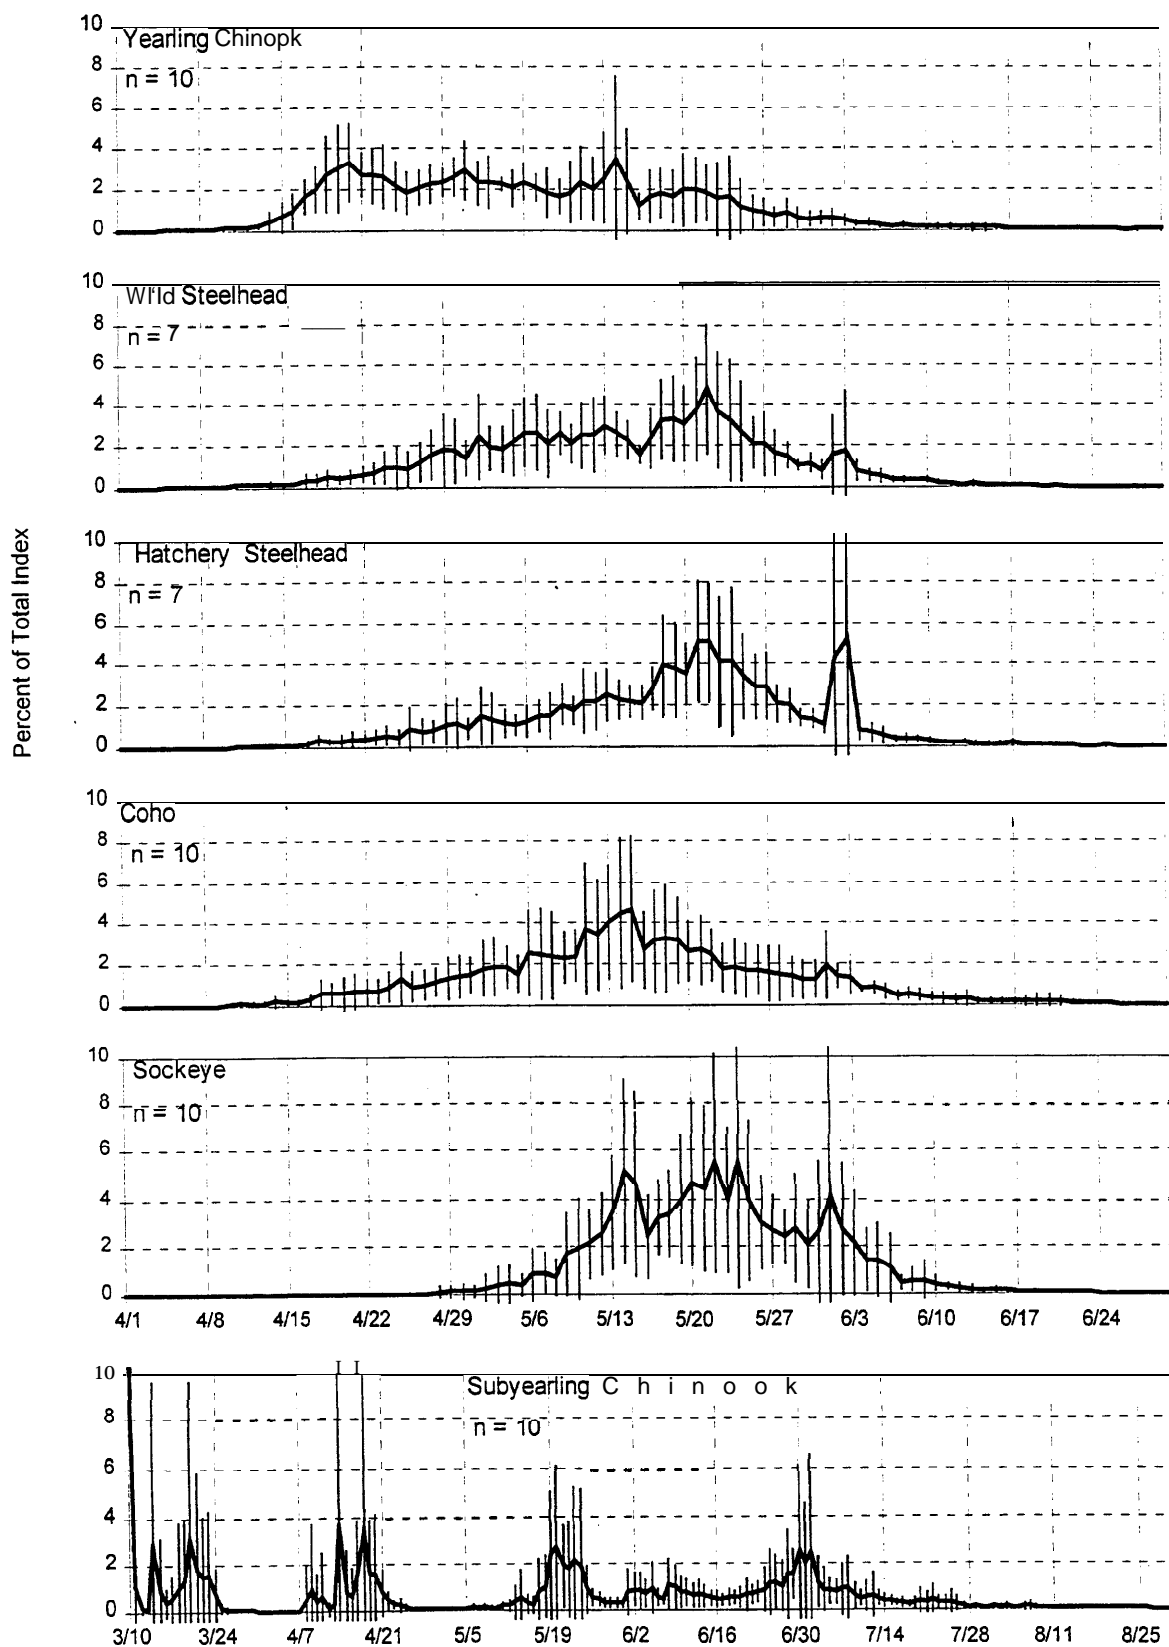 Percent of Total Index
10
Yearling Chinopk
8
n = 10
6
4
2
0
10
Wl'ld Steelhead
8
n = 7
6
4
2
0
10
Hatchery Steelhead
8
n = 7
6
4
2
0
10
Coho
8
n = 10
6
4
2
0
10
Sockeye
8
n = 10
6
4
2
0
4/1 4/8 4/15 4/22 4/29 5/6 5/13 5/20 5/27 6/3 6/10 6/17 6/24
10
Subyearling Chinook
8
n = 10
6
4
2
0
3/10 3/24 4/7 4/21 5/5 5/19 6/2 6/16 6/30 7/14 7/28 8/11 8/25